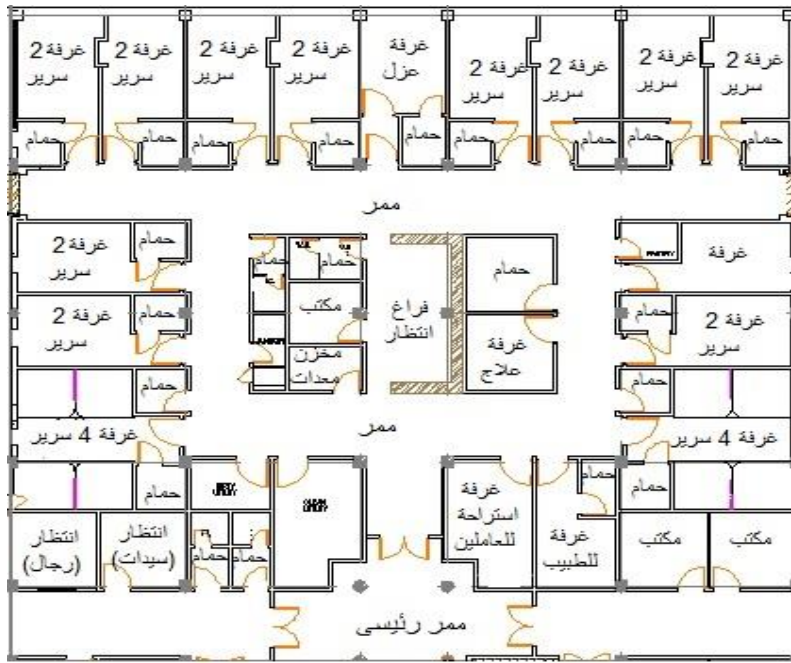 غرفة 2
سرير
غرفة 2
سرير
غرفة 2
سرير
غرفة 2
سرير
غرفة
عزل
غرفة 2
سرير
غرفة 2
سرير
غرفة 2
سرير
غرفة 2
سرير
حمام
حمام
حمام
حمام
حمام
حمام
حمام
حمام
حمام
ممر
غرفة 2
سرير
حمام
حمام
حمام
حمام
غرفة
غرفة 2
سرير
حمام
مكتب
فراغ
انتظار
غرفة
علاج
حمام
غرفة 2
سرير
مخزن
معدات
حمام
حمام
ممر
غرفة 4 سرير
غرفة 4 سرير
حمام
حمام
حمام
DIRTY
UTILITY
CLEAN
UTILITY
غرفة
استراحة
للعاملين
غرفة
للطبيب
انتظار
(رجال)
انتظار
(سيدات)
حمام
حمام
مكتب
مكتب
ممر رئيسى